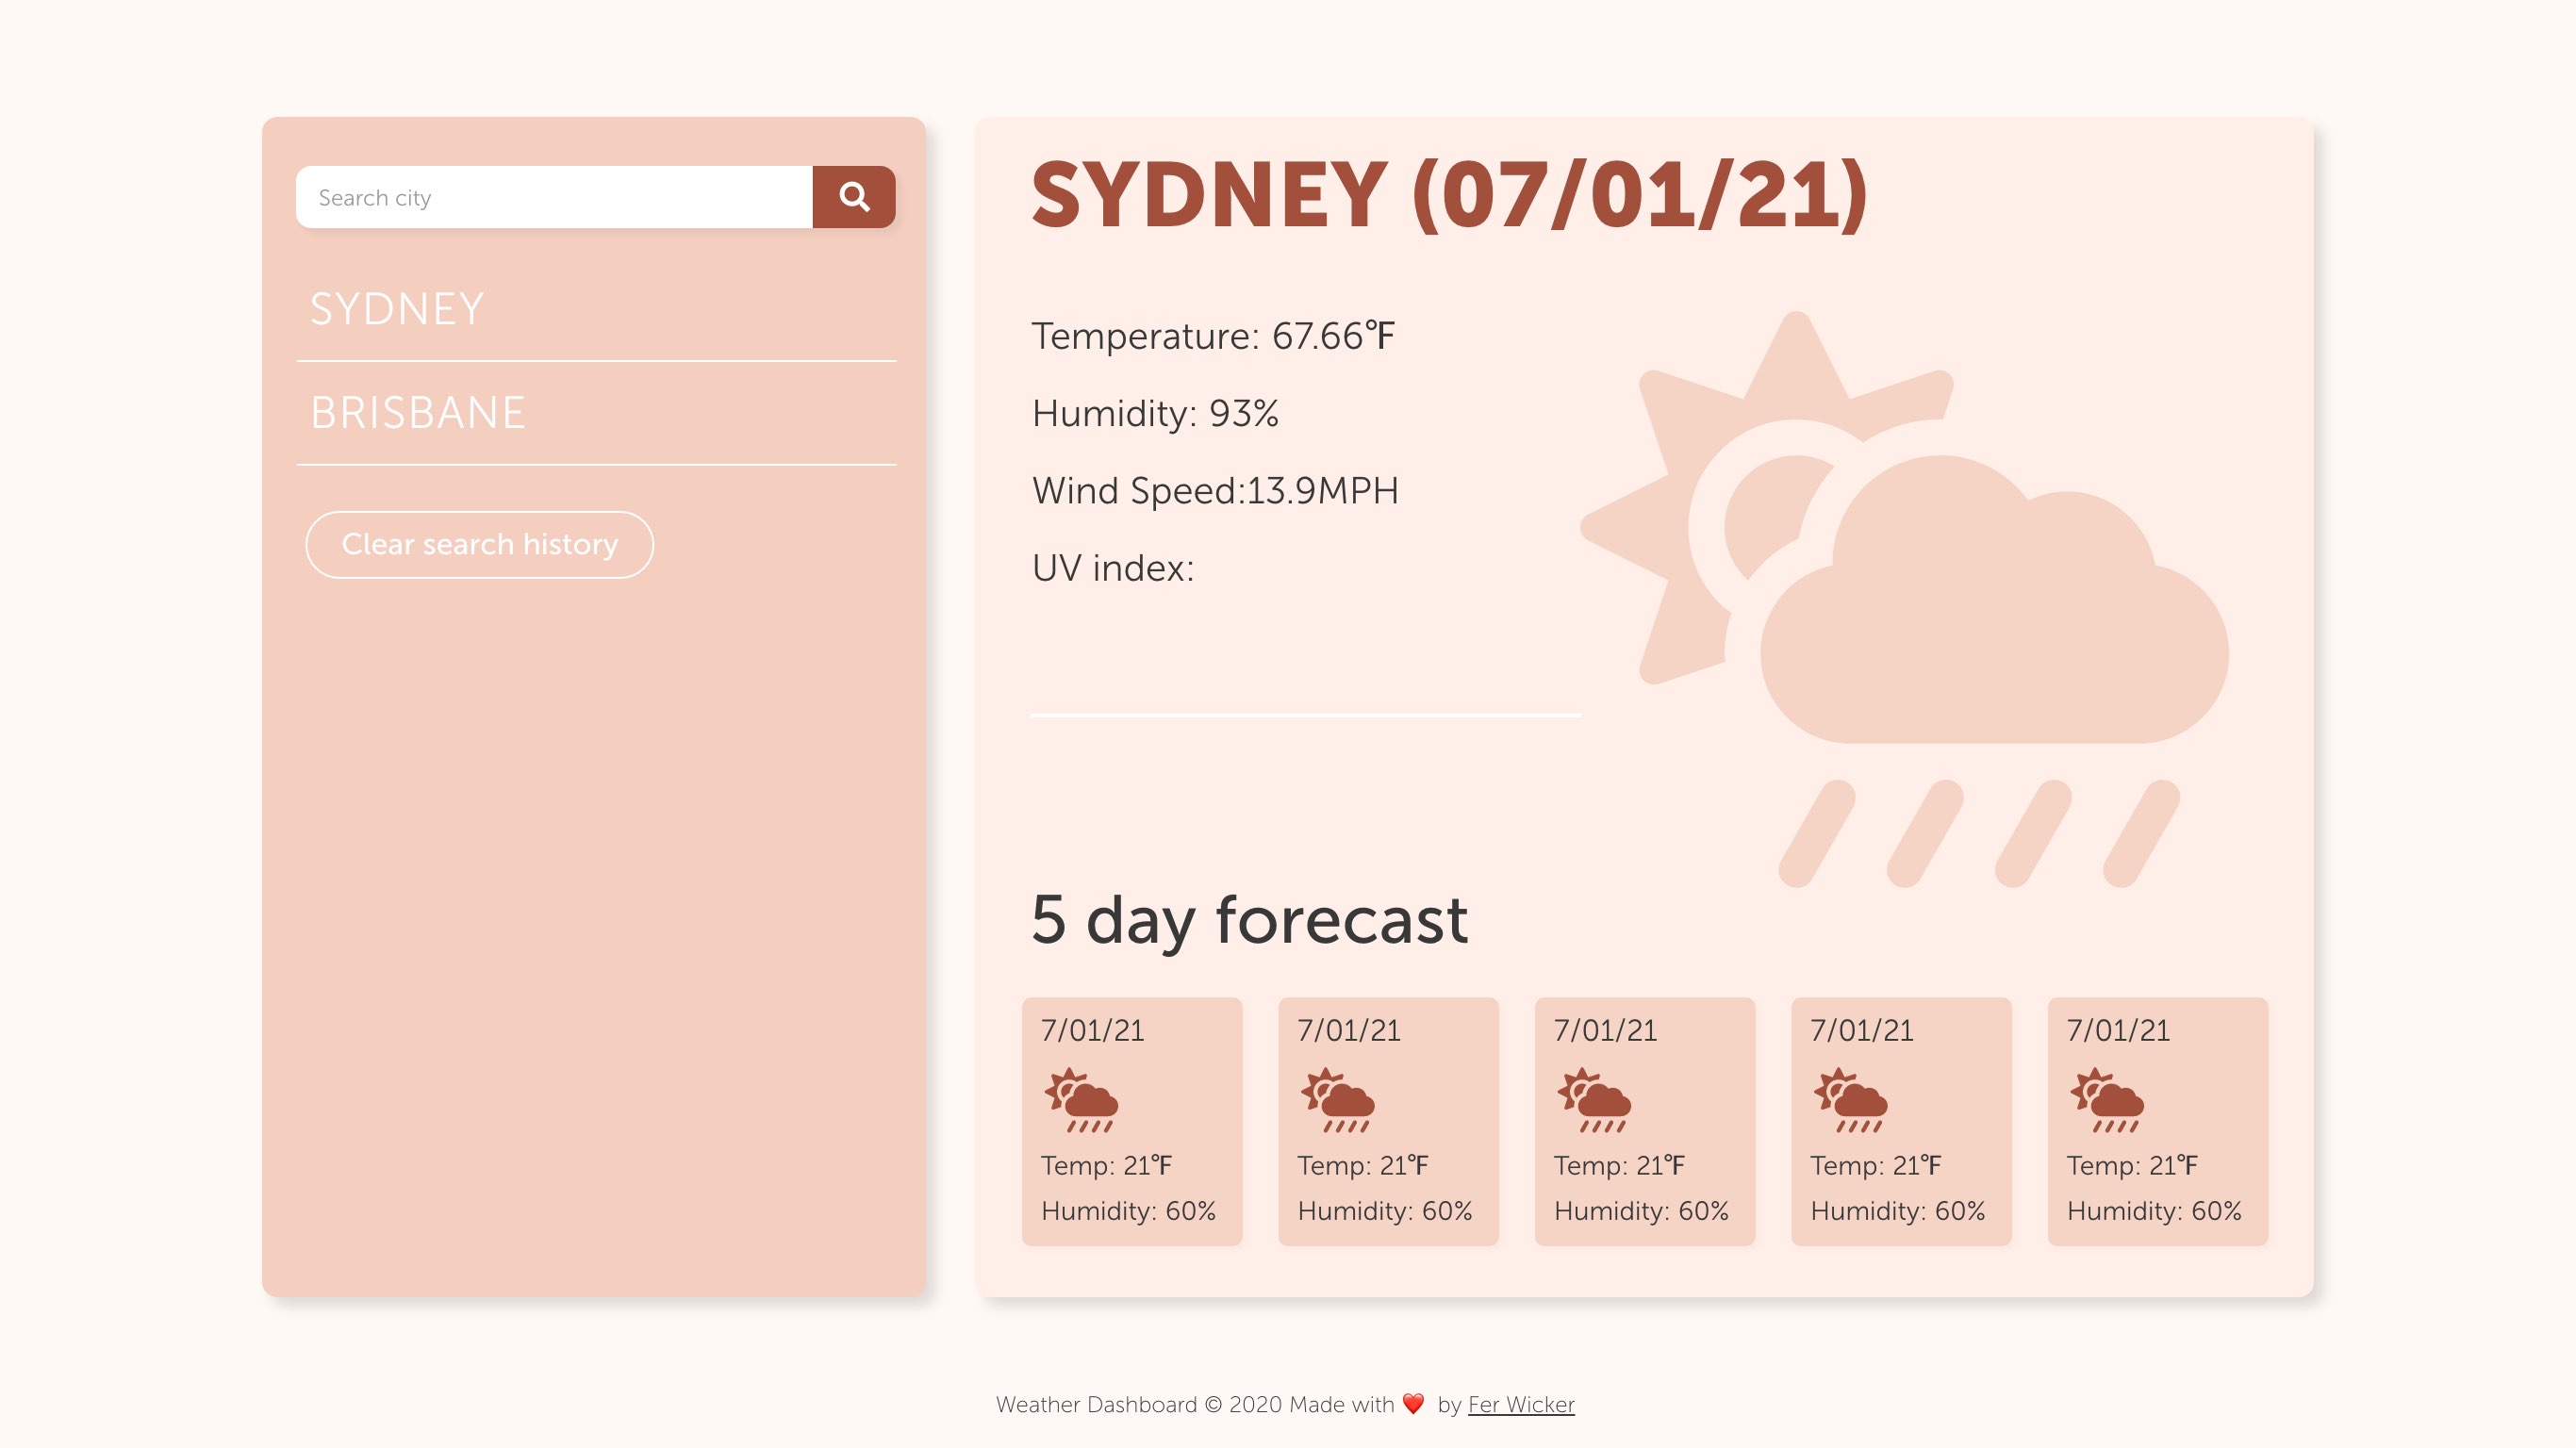 Search city
SYDNEY
BRISBANE
Clear search history
SYDNEY (07/01/21)
Temperature: 67.66℉
Humidity: 93%
Wind Speed:13.9MPH
UV index:
5 day forecast
7/01/21
Temp: 21℉
Humidity: 60%
7/01/21
Temp: 21℉
Humidity: 60%
7/01/21
Temp: 21℉
Humidity: 60%
7/01/21
Temp: 21℉
Humidity: 60%
7/01/21
Temp: 21℉
Humidity: 60%
Weather Dashboard © 2020 Made with ❤️ by Fer Wicker